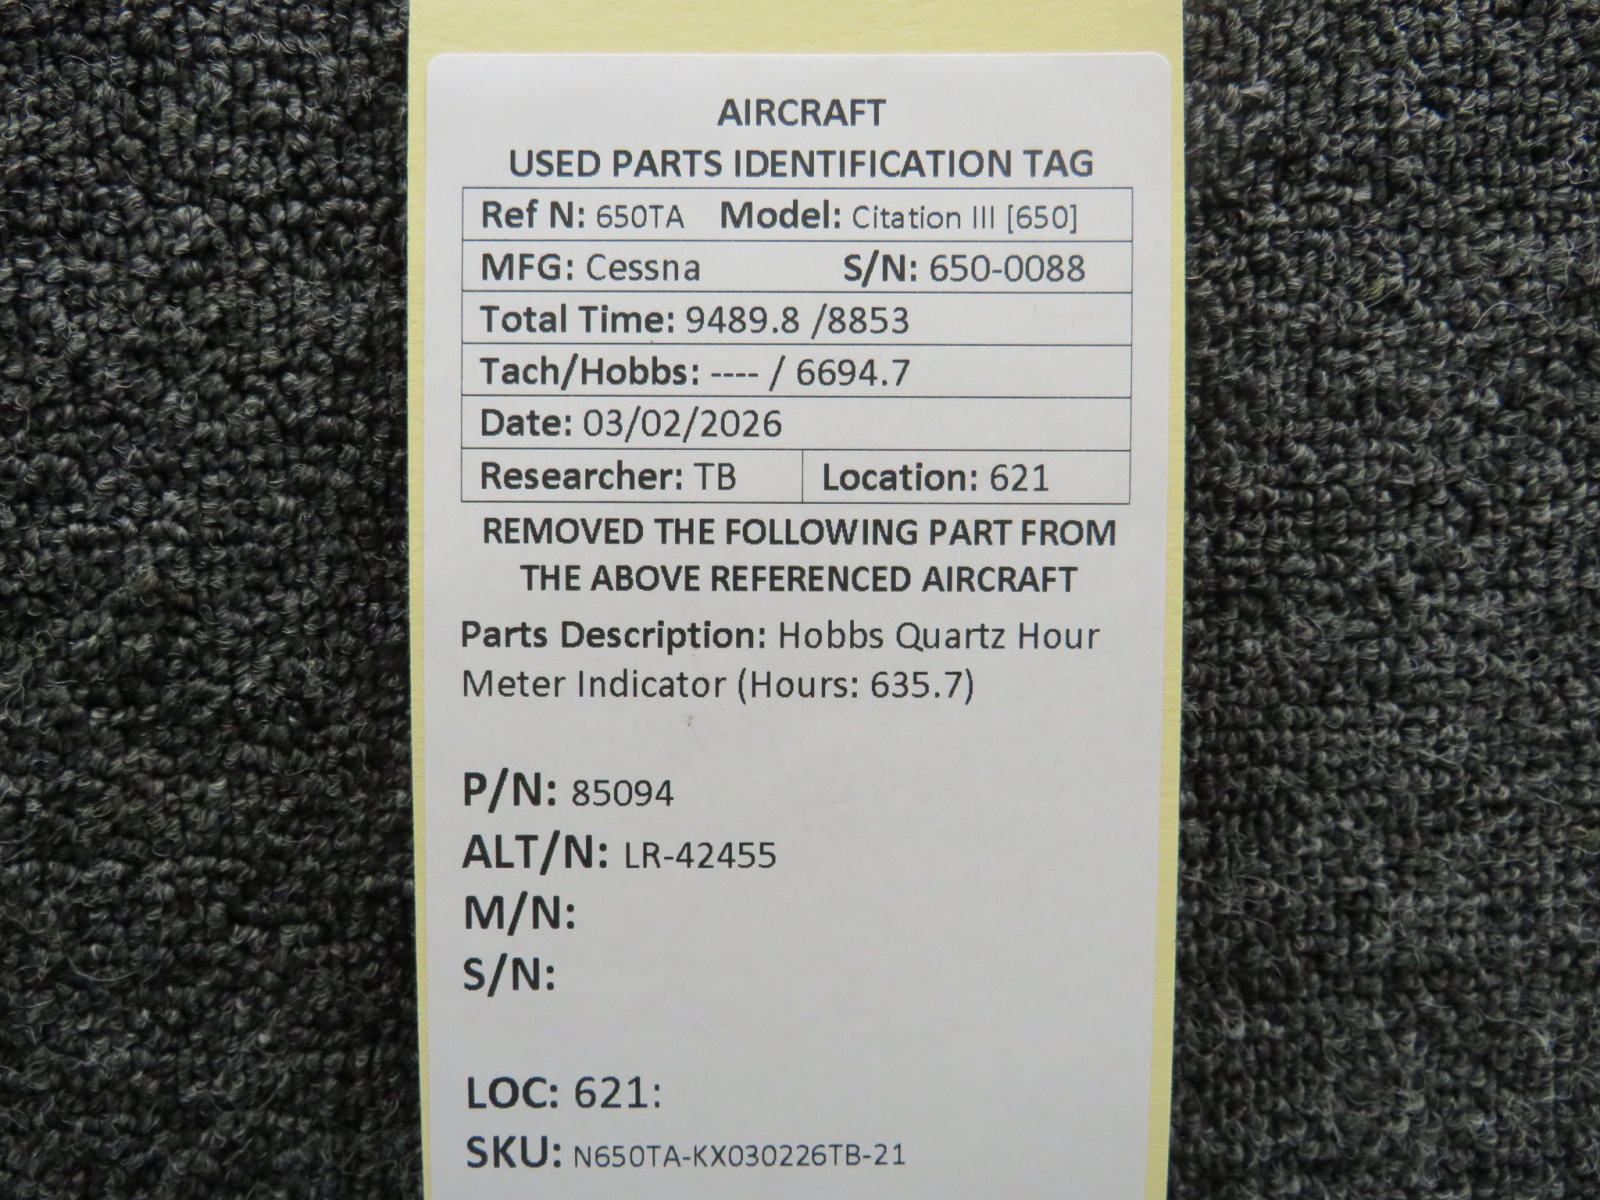 AIRCRAFT
USED PARTS IDENTIFICATION TAG
Ref N: 650TA Model: Citation III [650]
MFG: Cessna S/N: 650-0088
Total Time: 9489.8 /8853
Tach/Hobbs: ---- / 6694.7
Date: 03/02/2026
Researcher: TB Location: 621
REMOVED THE FOLLOWING PART FROM
THE ABOVE REFERENCED AIRCRAFT
Parts Description: Hobbs Quartz Hour
Meter Indicator (Hours: 635.7)
P/N: 85094
ALT/N: LR-42455
M/N:
S/N:
LOC: 621:
SKU: N650TA-KX030226TB-21